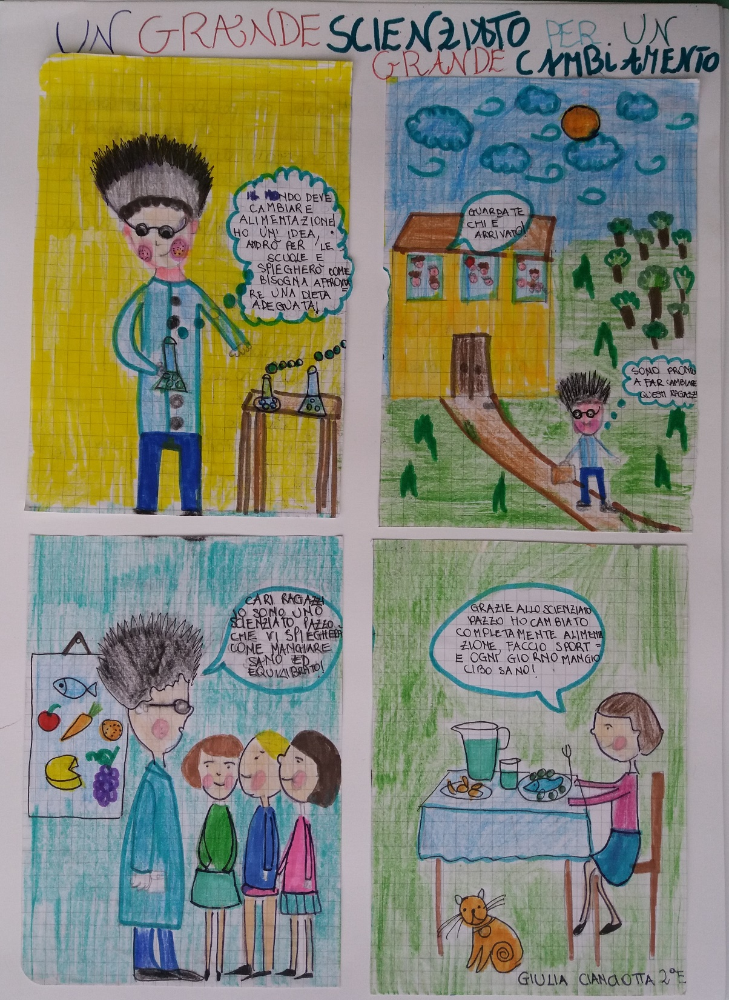 UN GRANDE SCIENZIATO PER UN
GRANDE CAMBiAMENTO
IL MONDO DEVE
CAMBIARE
ALIMENTAZIONE!
HO UN' IDEA,
ANDRÒ PER LE
SCUOLE E
SPIEGHERÒ COME
BISOGNA AFFRONTA
RE UNA DIETA
ADEGUATA!
GUARDATE
CHI È
ARRIVATO!
SONO PRONTO
A FAR CAMBIARE
QUESTI RAGAZZI
CARI RAGAZZI
IO SONO UNO
SCIENZIATO PAZZO
CHE VI SPIEGHERÀ
COME MANGIARE
SANO ED
EQUILIBRATO!
GRAZIE ALLO SCIENZIATO
PAZZO HO CAMBIATO
COMPLETAMENTE ALIMENTA
ZIONE, FACCIO SPORT =
E OGNI GIORNO MANGIO
CIBO SANO!
GIULIA CIANCIOTTA 2°E